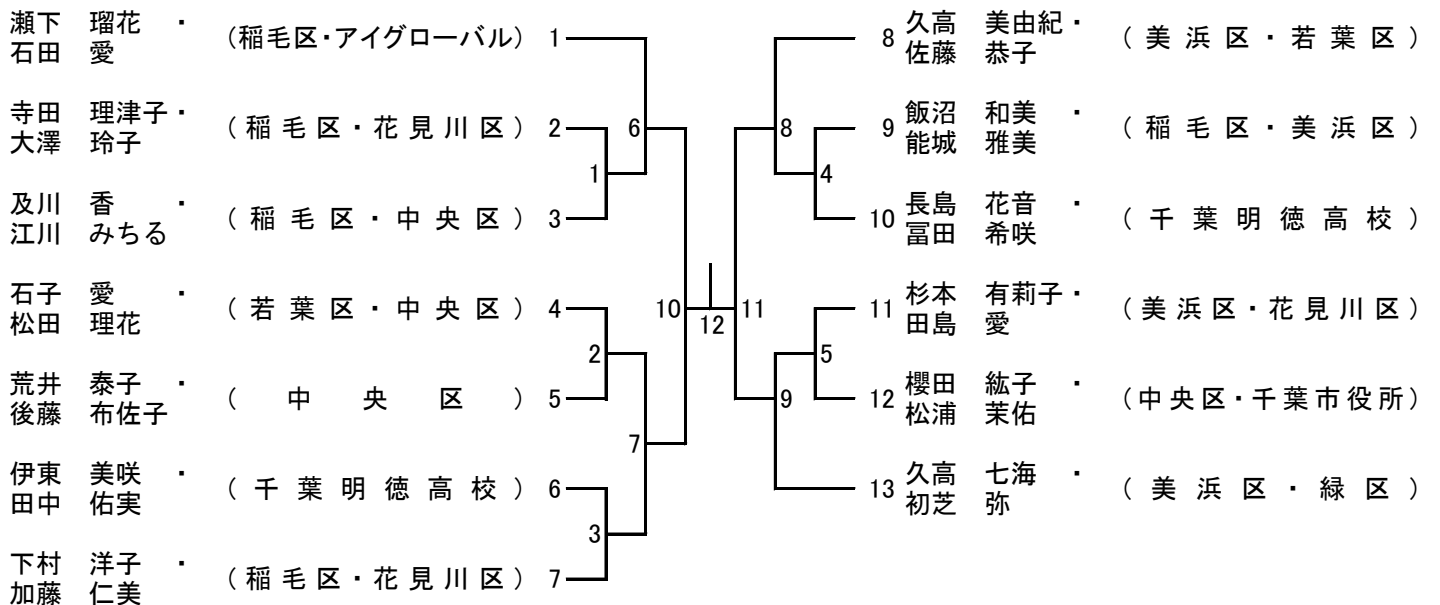 瀬下　瑠花　・
石田　愛
（稲毛区・アイグローバル）　1
寺田　理津子・
大澤　玲子
（稲毛区・花見川区）　2
及川　香　・
江川　みちる
（稲毛区・中央区）　3
石子　愛　・
松田　理花
（若葉区・中央区）　4
荒井　泰子　・
後藤　布佐子
（中央区）　5
伊東　美咲　・
田中　佑実
（千葉明徳高校）　6
下村　洋子　・
加藤　仁美
（稲毛区・花見川区）　7
6
1
2
7
3
10
12
11
8
4
5
9
8　久高　美由紀・
佐藤　恭子
（美浜区・若葉区）
9　飯沼　和美　・
能城　雅美
（稲毛区・美浜区）
10　長島　花音　・
冨田　希咲
（千葉明徳高校）
11　杉本　有莉子・
田島　愛
（美浜区・花見川区）
12　櫻田　紘子　・
松浦　茉佑
（中央区・千葉市役所）
13　久高　七海　・
初芝　弥
（美浜区・緑区）